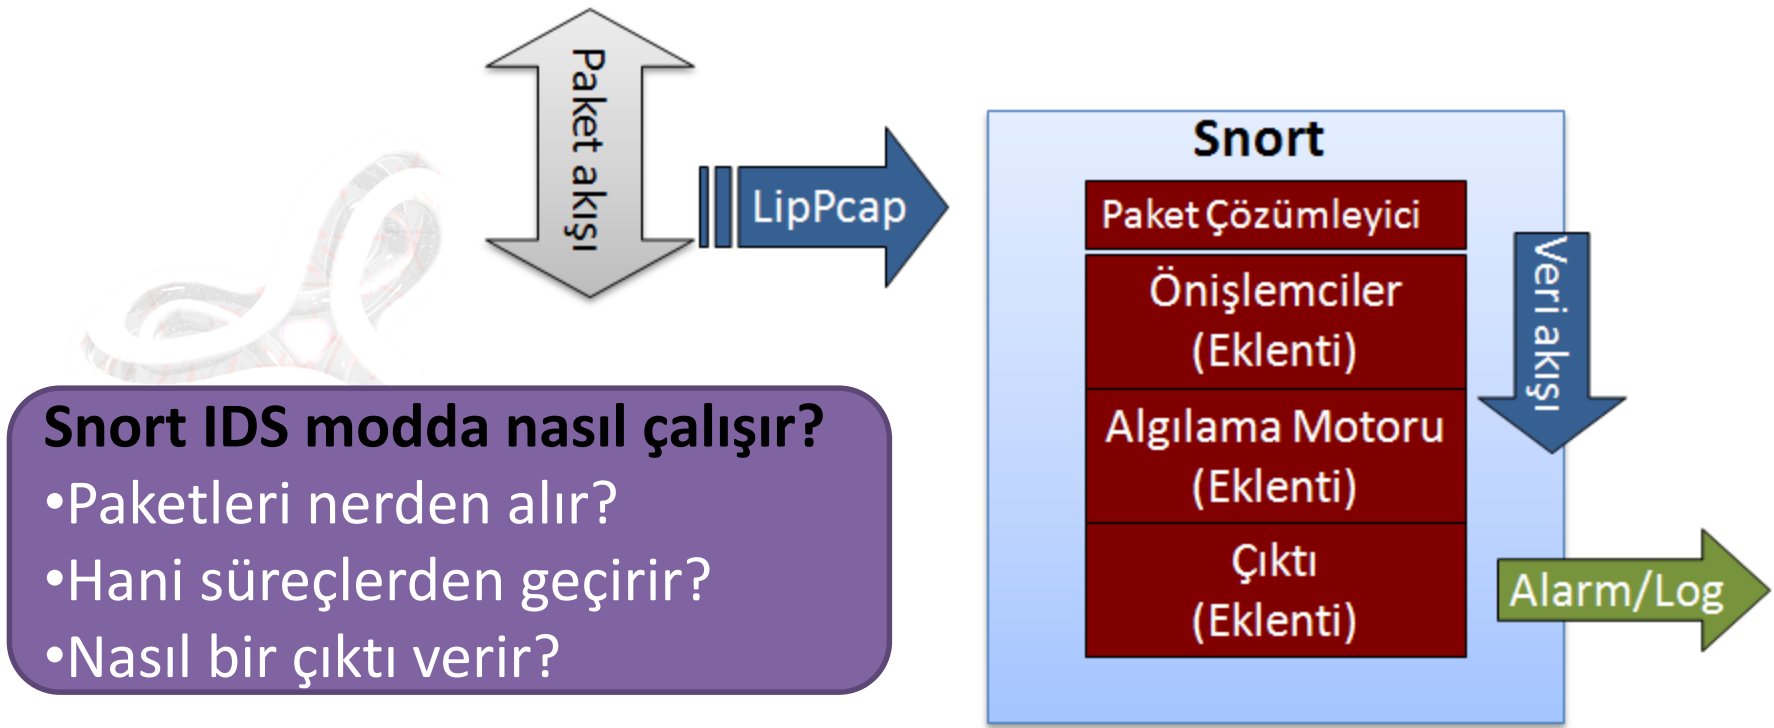 Paket akışı
LipPcap
Snort
Paket Çözümleyici
Önişlemciler
(Eklenti)
Algılama Motoru
(Eklenti)
Çıktı
(Eklenti)
Veri akışı
Alarm/Log
Snort IDS modda nasıl çalışır?
•Paketleri nerden alır?
•Hani süreçlerden geçirir?
•Nasıl bir çıktı verir?